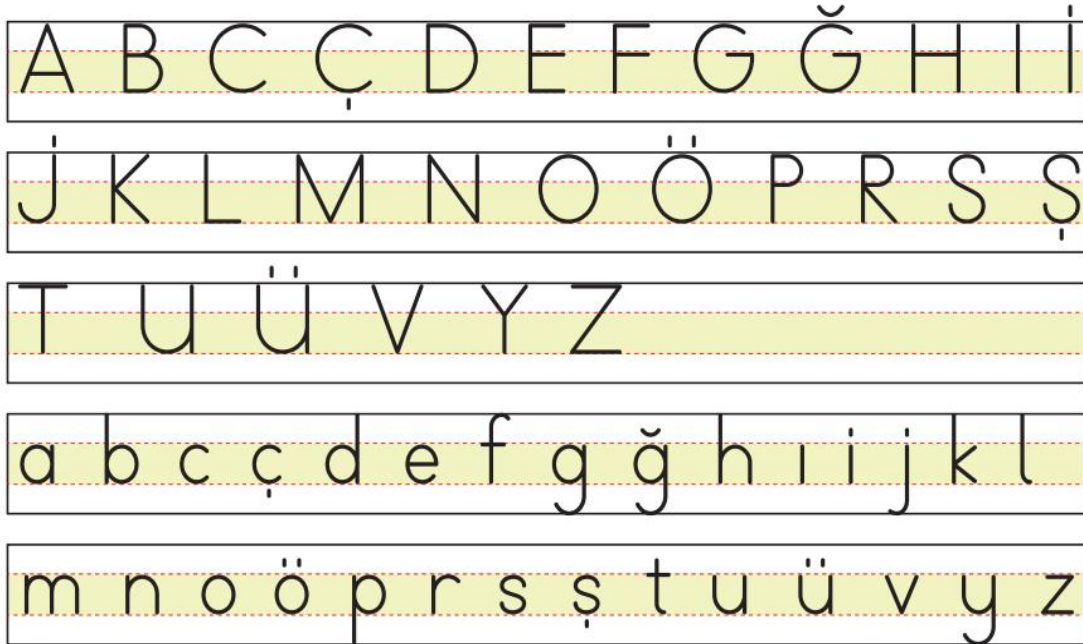 A B C Ç D E F G Ğ H I İ
J K L M N O Ö P R S Ş
T U Ü V Y Z
a b c ç d e f g ğ h ı i j k l
m n o ö p r s ş t u ü v y z